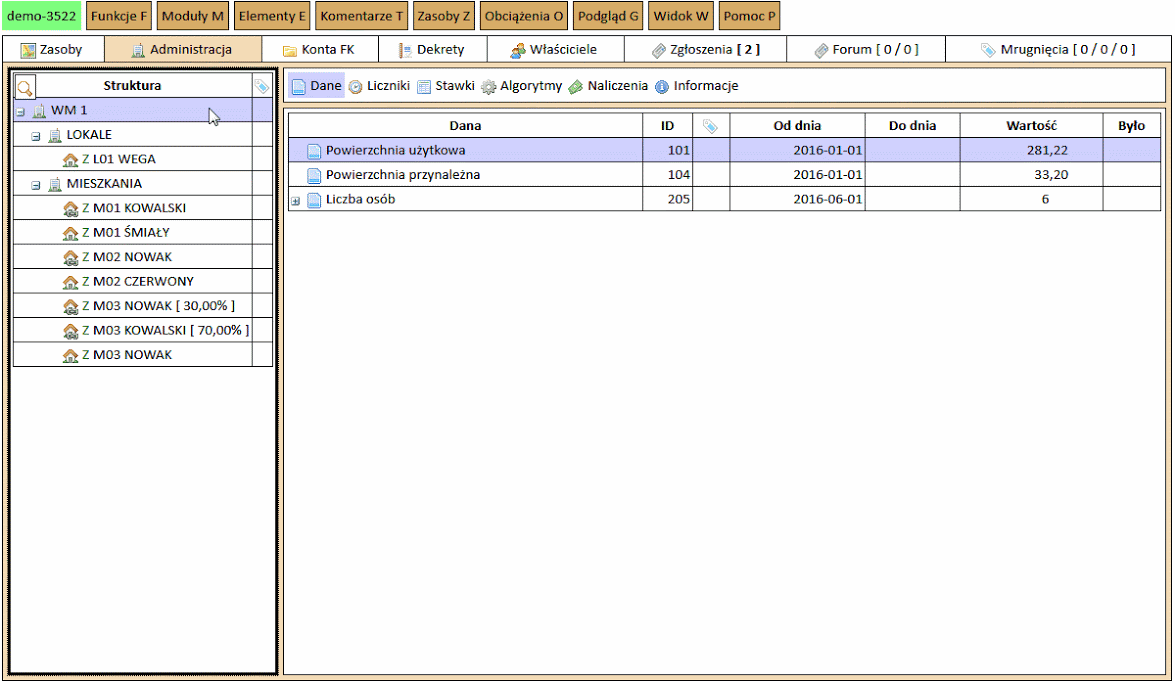 demo-3522 Funkcje F Moduły M Elementy E Komentarze T Zasoby Z Obciążenia O Podgląd G Widok W Pomoc P
Zasoby Administracja Konta FK Dekrety Właściciele Zgłoszenia [ 2 ] Forum [ 0 / 0 ] Mrugnięcia [ 0 / 0 / 0 ]
Struktura
WM 1
LOKALE
Z L01 WEGA
MIESZKANIA
Z M01 KOWALSKI
Z M01 ŚMIAŁY
Z M02 NOWAK
Z M02 CZERWONY
Z M03 NOWAK [ 30,00% ]
Z M03 KOWALSKI [ 70,00% ]
Z M03 NOWAK
Dane Liczniki Stawki Algorytmy Naliczenia Informacje
Dana ID Od dnia Do dnia Wartość Było
Powierzchnia użytkowa 101 2016-01-01 281,22
Powierzchnia przynależna 104 2016-01-01 33,20
Liczba osób 205 2016-06-01 6